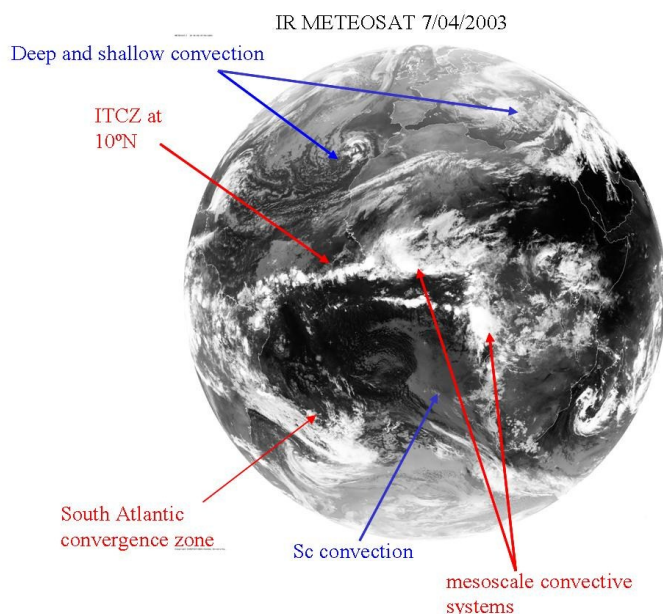 IR METEOSAT 7/04/2003
Deep and shallow convection
ITCZ at
10ºN
South Atlantic
convergence zone
Sc convection
mesoscale convective
systems